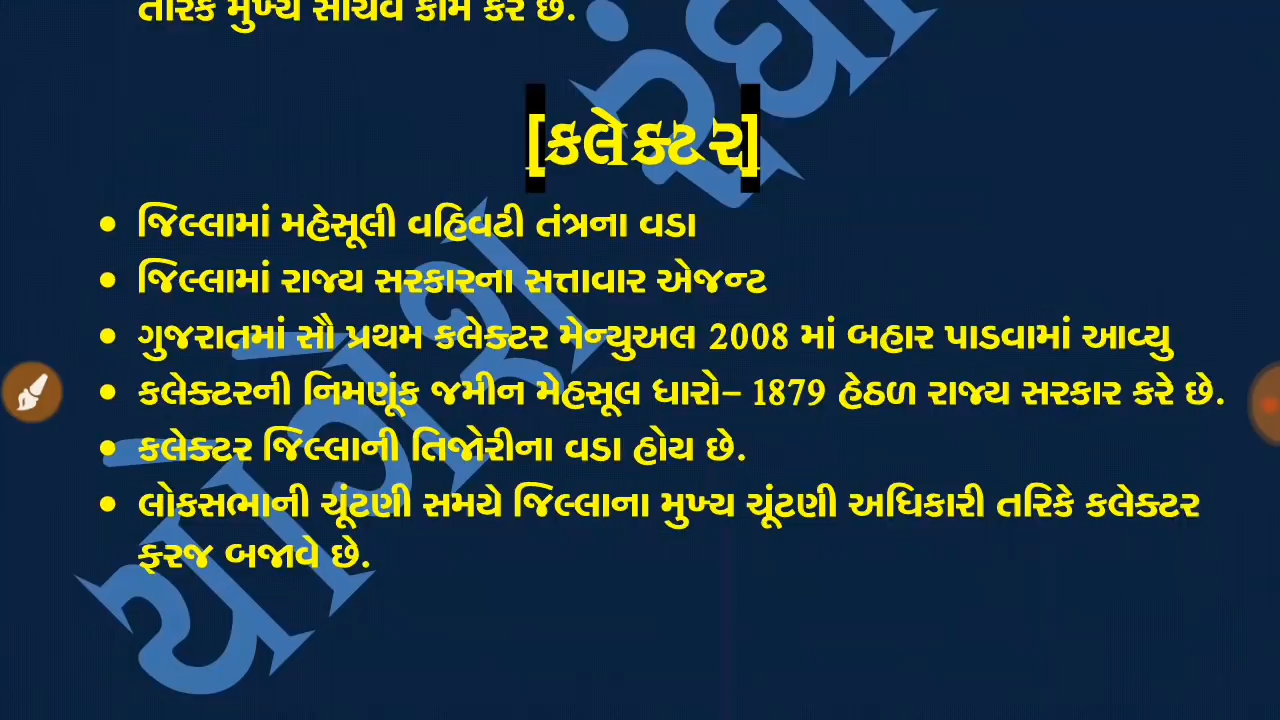 તરિકે મુખ્ય સચિવ કામ કરે છે.
[કલેક્ટર]
• જિલ્લામાં મહેસૂલી વહિવટી તંત્રના વડા
• જિલ્લામાં રાજ્ય સરકારના સત્તાવાર એજન્ટ
• ગુજરાતમાં સૌ પ્રથમ કલેક્ટર મેન્યુઅલ 2008 માં બહાર પાડવામાં આવ્યુ
• કલેક્ટરની નિમણૂંક જમીન મેહસૂલ ધારો– 1879 હેઠળ રાજ્ય સરકાર કરે છે.
• કલેક્ટર જિલ્લાની તિજોરીના વડા હોય છે.
• લોકસભાની ચૂંટણી સમયે જિલ્લાના મુખ્ય ચૂંટણી અધિકારી તરિકે કલેક્ટર
ફરજ બજાવે છે.